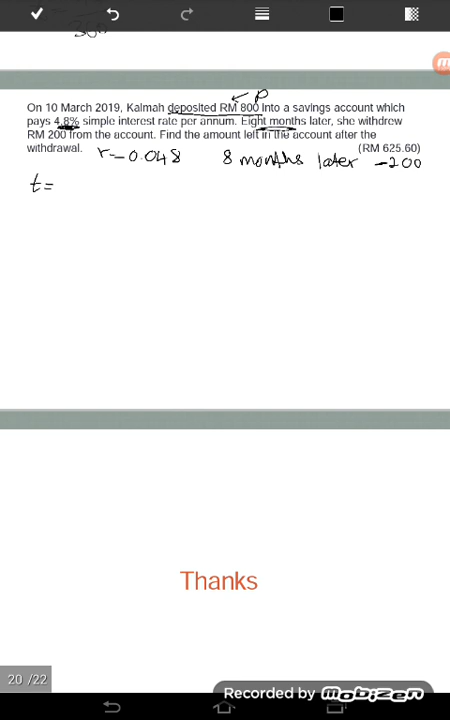 360
On 10 March 2019, Kalmah deposited RM 800 into a savings account which
pays 4.8% simple interest rate per annum. Eight months later, she withdrew
RM 200 from the account. Find the amount left in the account after the
withdrawal. (RM 625.60)
P
r = 0.048 8 months later -200
t =
Thanks
20 /22
Recorded by Mobizen